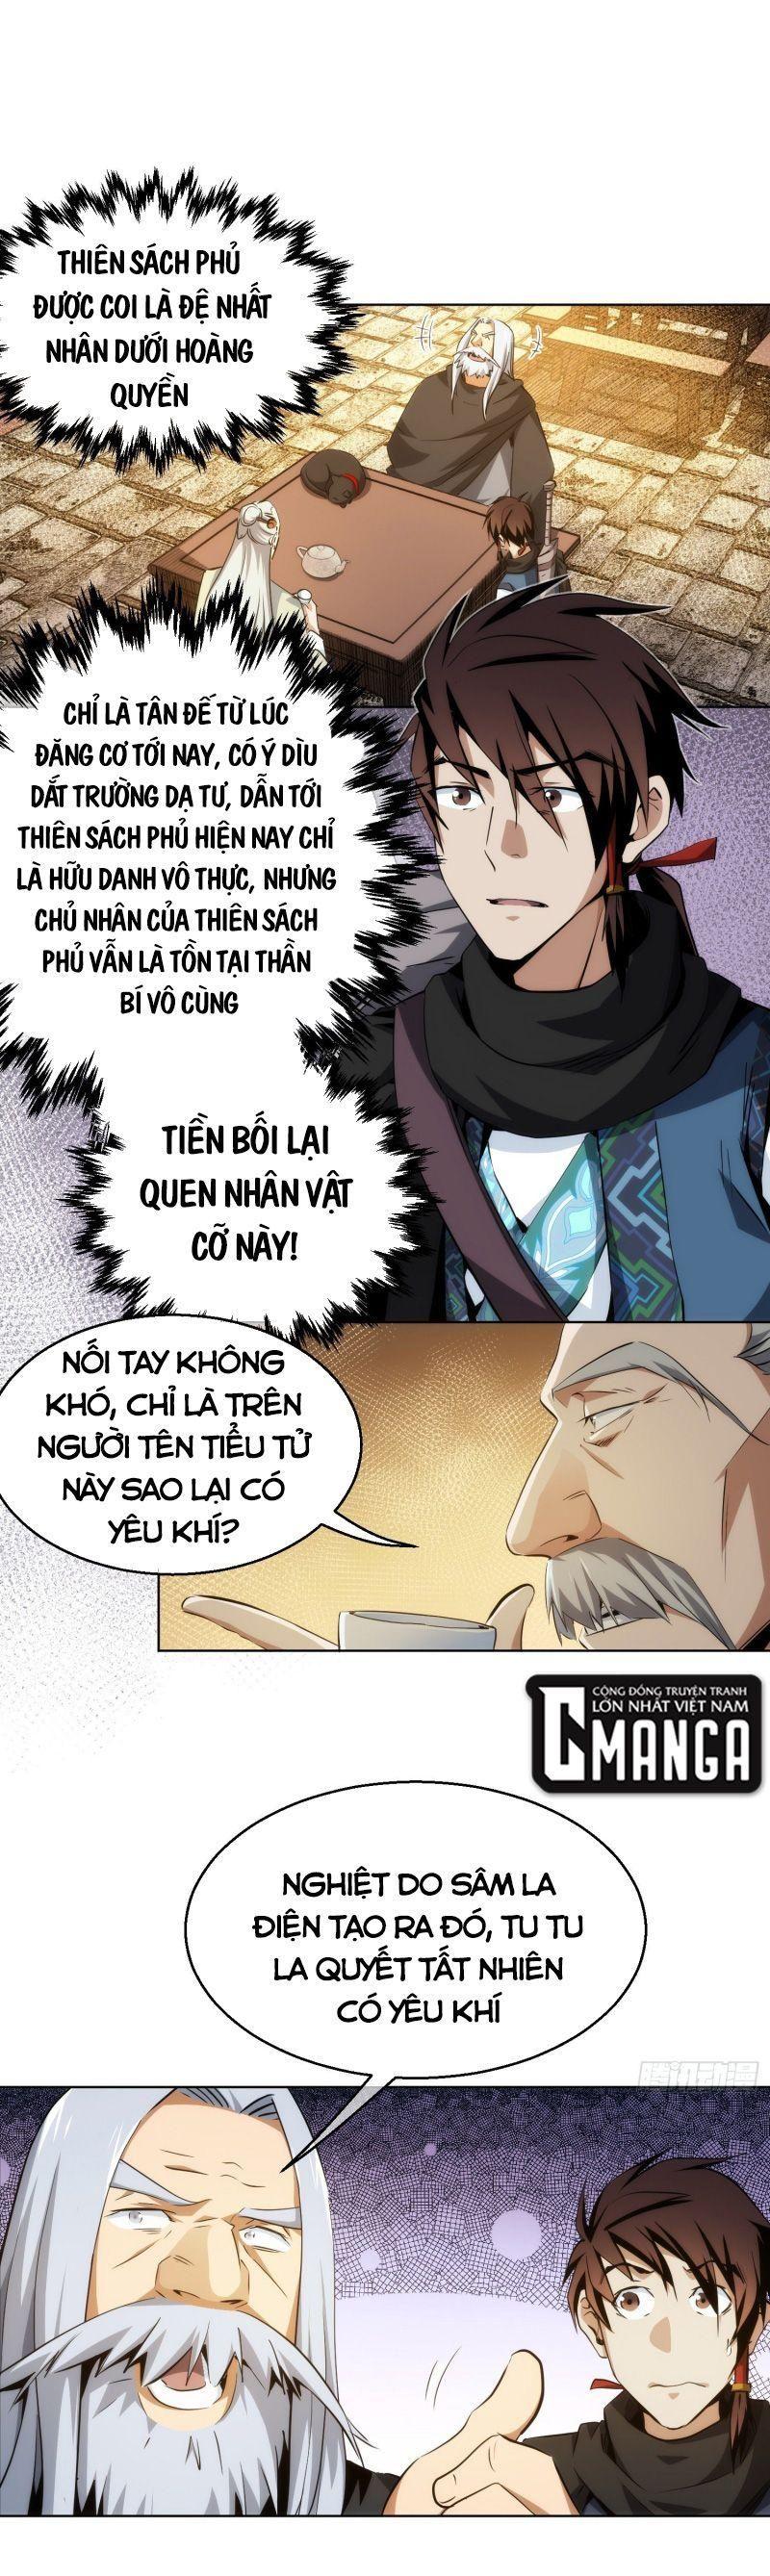 THIÊN SÁCH PHỦ
ĐƯỢC COI LÀ ĐỆ NHẤT
NHÂN DƯỚI HOÀNG
QUYỀN
CHỈ LÀ TÂN ĐẾ TỪ LÚC
ĐĂNG CƠ TỚI NAY, CÓ Ý DÌU
DẮT TRƯỜNG DẠ TƯ, DẪN TỚI
THIÊN SÁCH PHỦ HIỆN NAY CHỈ
LÀ HỮU DANH VÔ THỰC, NHƯNG
CHỦ NHÂN CỦA THIÊN SÁCH
PHỦ VẪN LÀ TỒN TẠI THẦN
BÍ VÔ CÙNG
TIỀN BỐI LẠI
QUEN NHÂN VẬT
CỠ NÀY!
NỐI TAY KHÔNG
KHÓ, CHỈ LÀ TRÊN
NGƯỜI TÊN TIỂU TỬ
NÀY SAO LẠI CÓ
YÊU KHÍ?
CỘNG ĐỒNG TRUYỆN TRANH
LỚN NHẤT VIỆT NAM
CMANGA
NGHIỆT DO SÂM LA
ĐIỆN TẠO RA ĐÓ, TU TU
LA QUYẾT TẤT NHIÊN
CÓ YÊU KHÍ
腾讯动漫